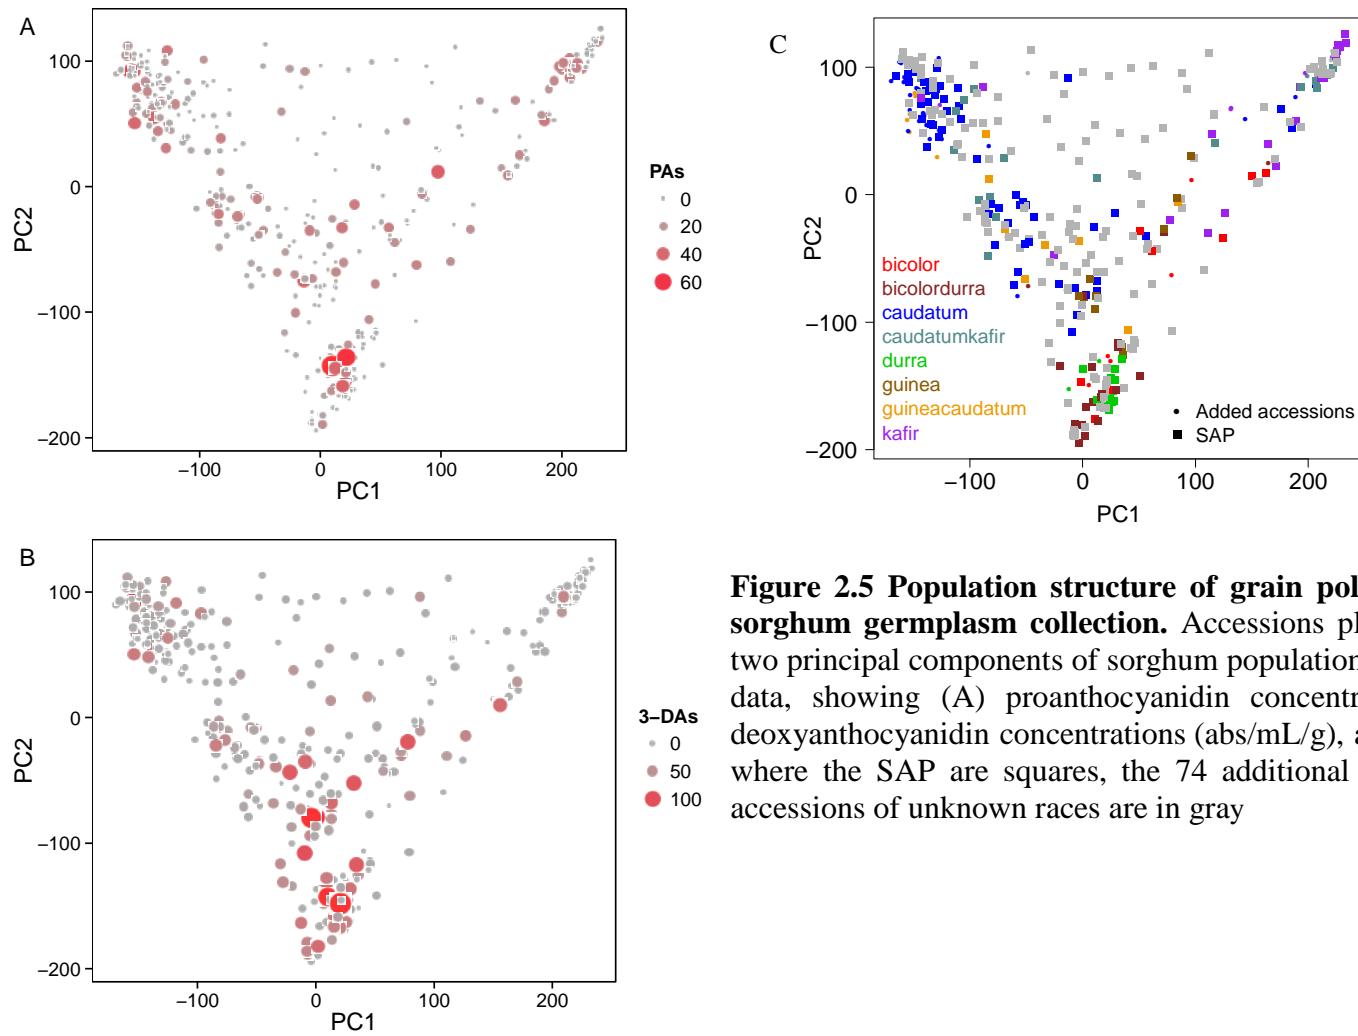 A
100
0
−100
−200
PC2
−100
0
100
200
PC1
PAs
0
20
40
60
B
100
0
−100
−200
PC2
−100
0
100
200
PC1
3−DAs
0
50
100
C
100
0
−100
−200
PC2
bicolor
bicolordurra
caudatum
caudatumkafir
durra
guinea
guineacaudatum
kafir
Added accessions
SAP
−100
0
100
200
PC1
Figure 2.5 Population structure of grain pol
sorghum germplasm collection. Accessions pl
two principal components of sorghum population
data, showing (A) proanthocyanidin concentr
deoxyanthocyanidin concentrations (abs/mL/g), a
where the SAP are squares, the 74 additional
accessions of unknown races are in gray